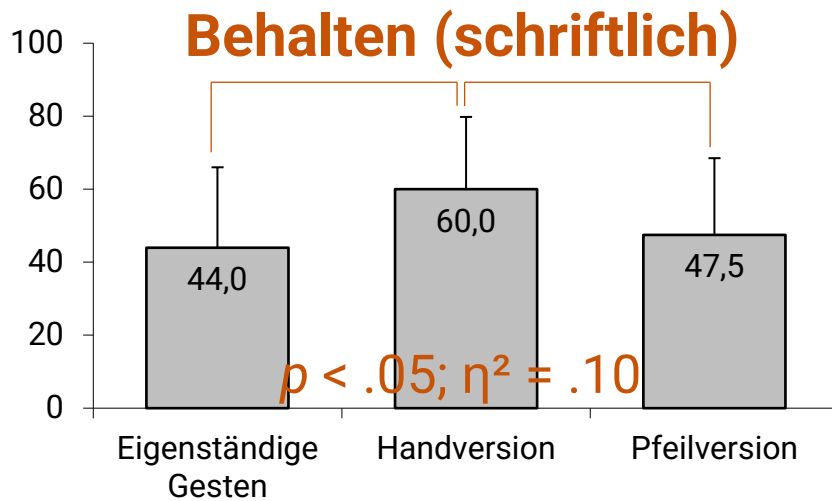 Behalten (schriftlich)
100
80
60
40
20
0
44,0
60,0
47,5
p < .05; η² = .10
Eigenständige
Gesten
Handversion
Pfeilversion